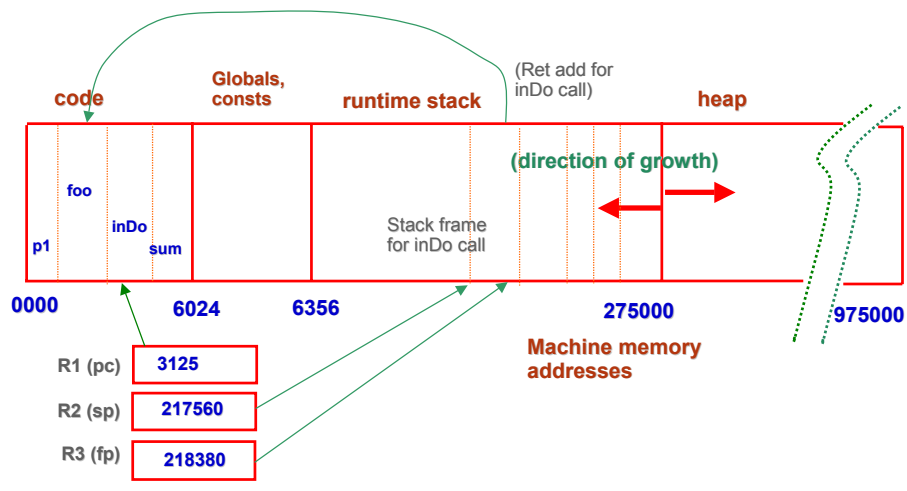 (Ret add for
inDo call)
Globals,
consts
code
runtime stack
heap
(direction of growth)
foo
inDo
p1
sum
Stack frame
for inDo call
0000
6024
6356
275000
975000
Machine memory
addresses
R1 (pc)
3125
R2 (sp)
217560
R3 (fp)
218380